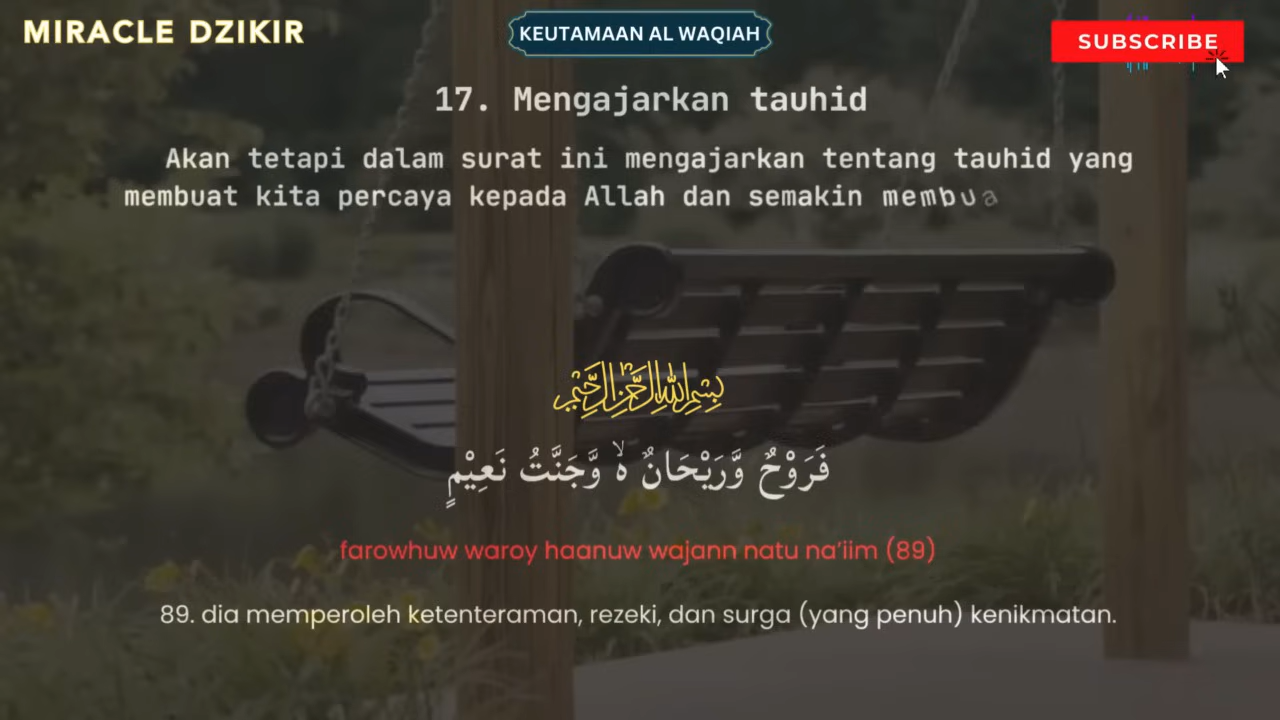 MIRACLE DZIKIR
KEUTAMAAN AL WAQIAH
SUBSCRIBE
17. Mengajarkan tauhid
Akan tetapi dalam surat ini mengajarkan tentang tauhid yang
membuat kita percaya kepada Allah dan semakin membua
بِسْمِ اللهِ الرَّحْمٰنِ الرَّحِيْمِ
فَرَوْحٌ وَّرَيْحَانٌ ەۙ وَّجَنَّتُ نَعِيْمٍ
farowhuw waroy haanuw wajann natu na'iim (89)
89. dia memperoleh ketenteraman, rezeki, dan surga (yang penuh) kenikmatan.